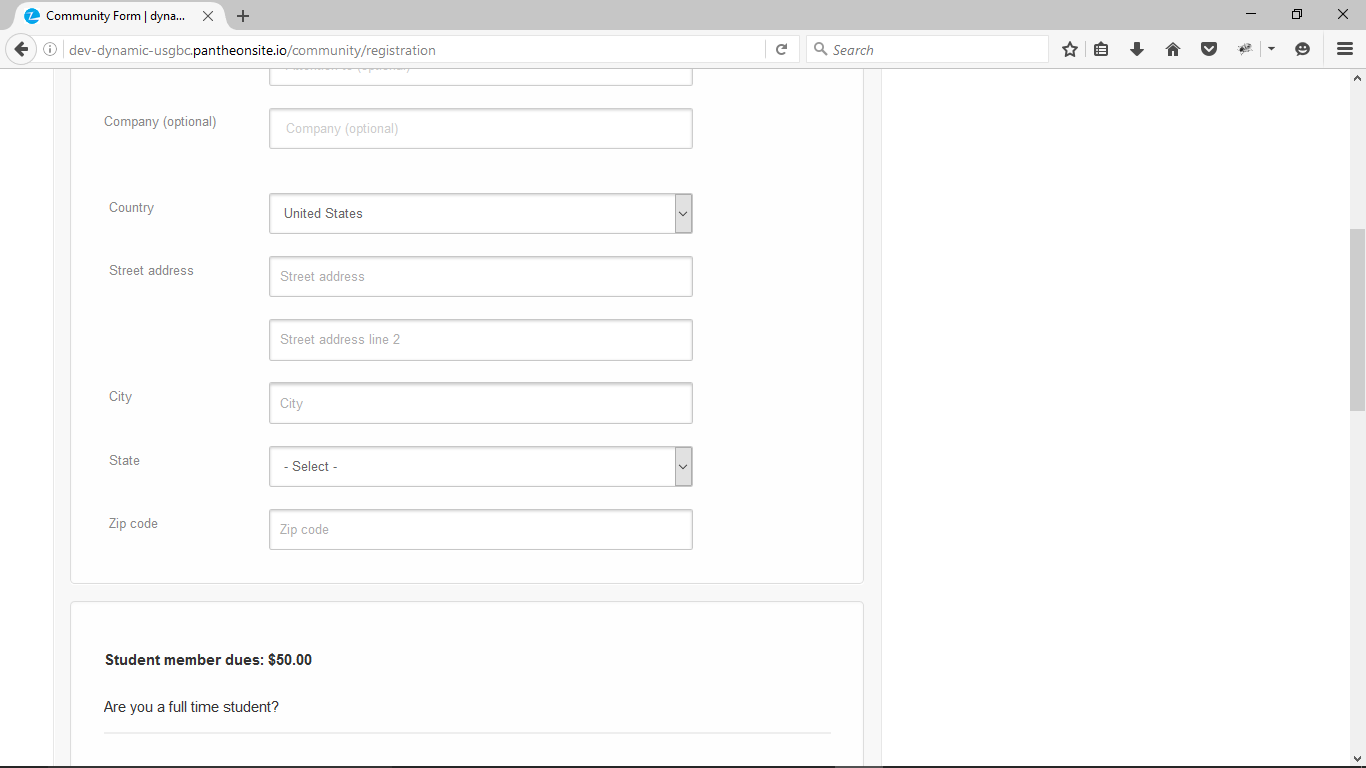 Community Form | dyna...
dev-dynamic-usgbc.pantheonsite.io/community/registration
Search
Company (optional)
Company (optional)
Country
United States
Street address
Street address
Street address line 2
City
City
State
- Select -
Zip code
Zip code
Student member dues: $50.00
Are you a full time student?